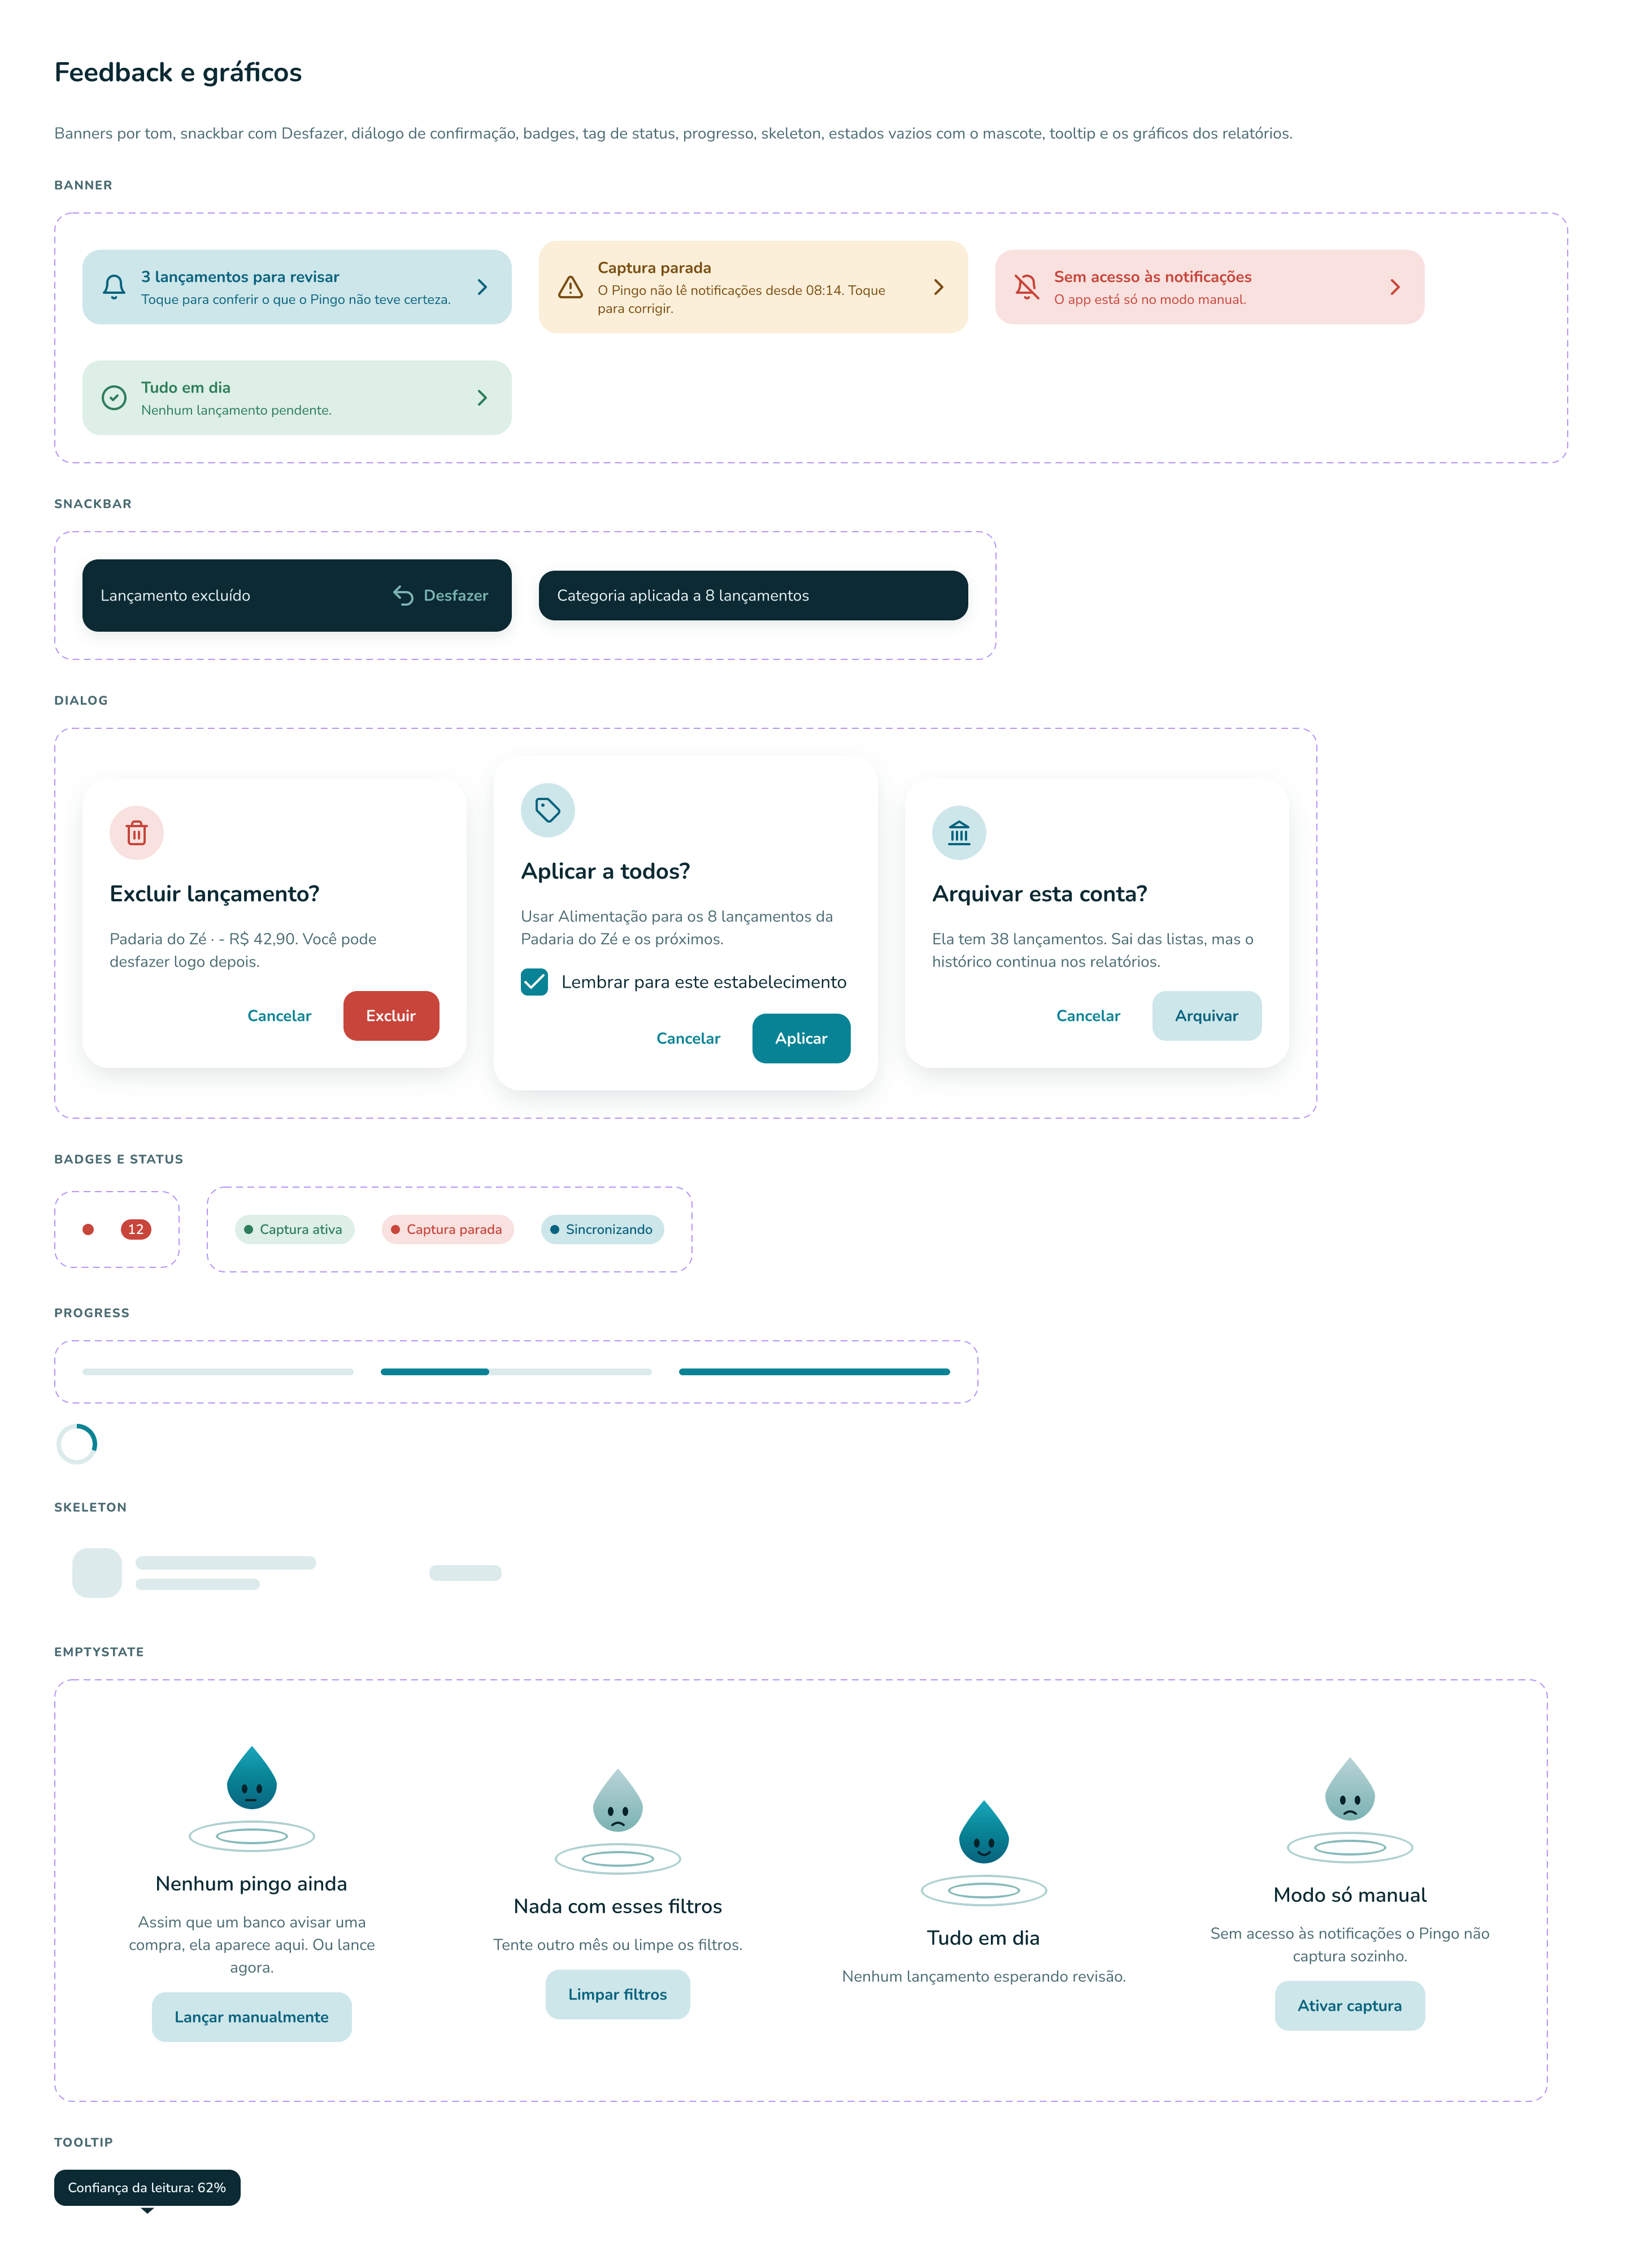 Feedback e gráficos
Banners por tom, snackbar com Desfazer, diálogo de confirmação, badges, tag de status, progresso, skeleton, estados vazios com o mascote, tooltip e os gráficos dos relatórios.
BANNER
3 lançamentos para revisar
Toque para conferir o que o Pingo não teve certeza.
Captura parada
O Pingo não lê notificações desde 08:14. Toque
para corrigir.
Sem acesso às notificações
O app está só no modo manual.
Tudo em dia
Nenhum lançamento pendente.
SNACKBAR
Lançamento excluído
Desfazer
Categoria aplicada a 8 lançamentos
DIALOG
Excluir lançamento?
Padaria do Zé · - R$ 42,90. Você pode
desfazer logo depois.
Cancelar
Excluir
Aplicar a todos?
Usar Alimentação para os 8 lançamentos da
Padaria do Zé e os próximos.
Lembrar para este estabelecimento
Cancelar
Aplicar
Arquivar esta conta?
Ela tem 38 lançamentos. Sai das listas, mas o
histórico continua nos relatórios.
Cancelar
Arquivar
BADGES E STATUS
12
Captura ativa
Captura parada
Sincronizando
PROGRESS
SKELETON
EMPTYSTATE
Nenhum pingo ainda
Assim que um banco avisar uma
compra, ela aparece aqui. Ou lance
agora.
Lançar manualmente
Nada com esses filtros
Tente outro mês ou limpe os filtros.
Limpar filtros
Tudo em dia
Nenhum lançamento esperando revisão.
Modo só manual
Sem acesso às notificações o Pingo não
captura sozinho.
Ativar captura
TOOLTIP
Confiança da leitura: 62%